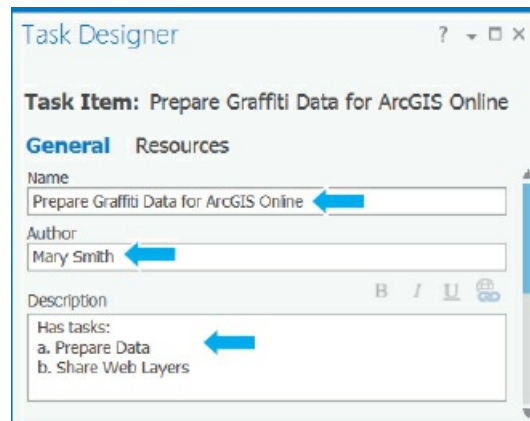 Task Designer ?
Task Item: Prepare Graffiti Data for ArcGIS Online
General Resources
Name
Prepare Graffiti Data for ArcGIS Online
Author
Mary Smith
Description B I U
Has tasks:
a. Prepare Data
b. Share Web Layers